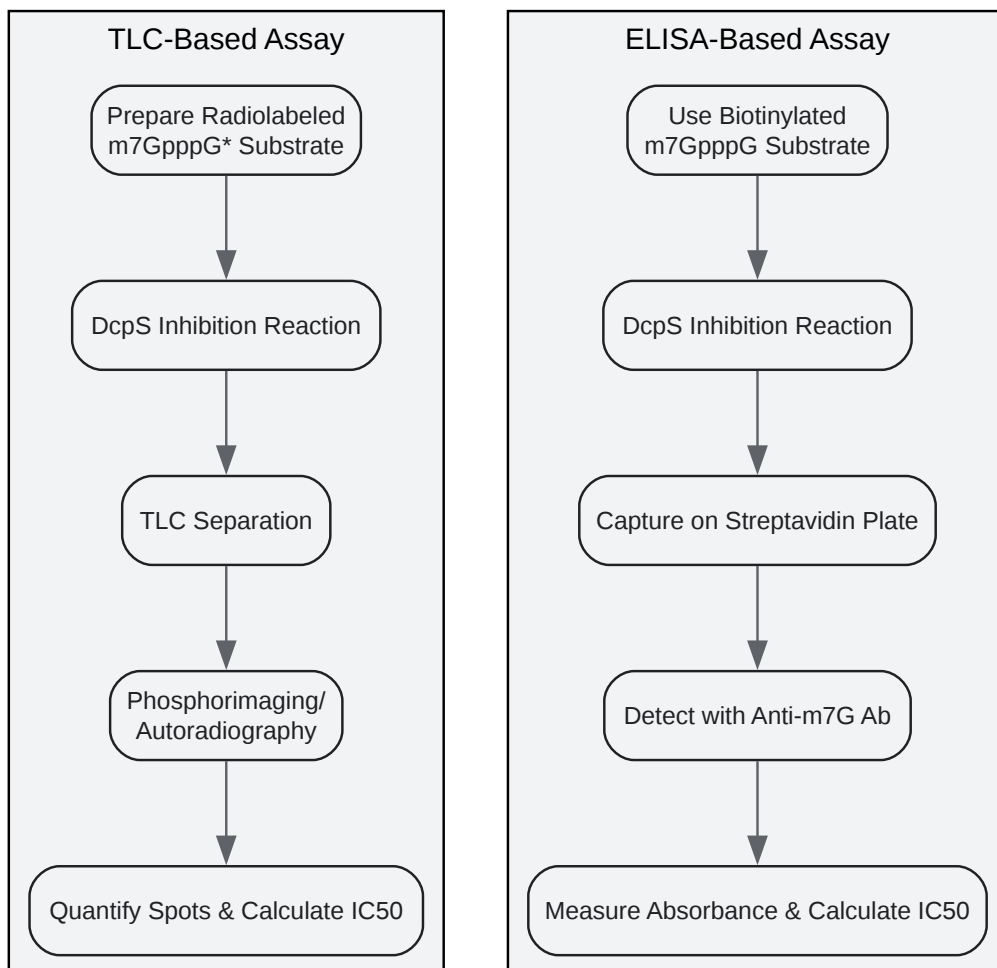 TLC-Based Assay
Prepare Radiolabeled
m7GpppG* Substrate
DcpS Inhibition Reaction
TLC Separation
Phosphorimaging/
Autoradiography
Quantify Spots & Calculate IC50
ELISA-Based Assay
Use Biotinylated
m7GpppG Substrate
DcpS Inhibition Reaction
Capture on Streptavidin Plate
Detect with Anti-m7G Ab
Measure Absorbance & Calculate IC50